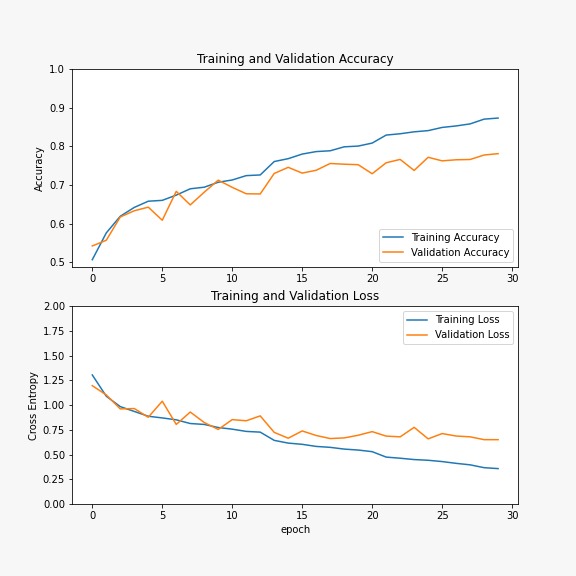 Training and Validation Accuracy
1.0
0.9
0.8
0.7
0.6
0.5
Accuracy
Training Accuracy
Validation Accuracy
0 5 10 15 20 25 30
Training and Validation Loss
2.00
1.75
1.50
1.25
1.00
0.75
0.50
0.25
0.00
Cross Entropy
Training Loss
Validation Loss
0 5 10 15 20 25 30
epoch